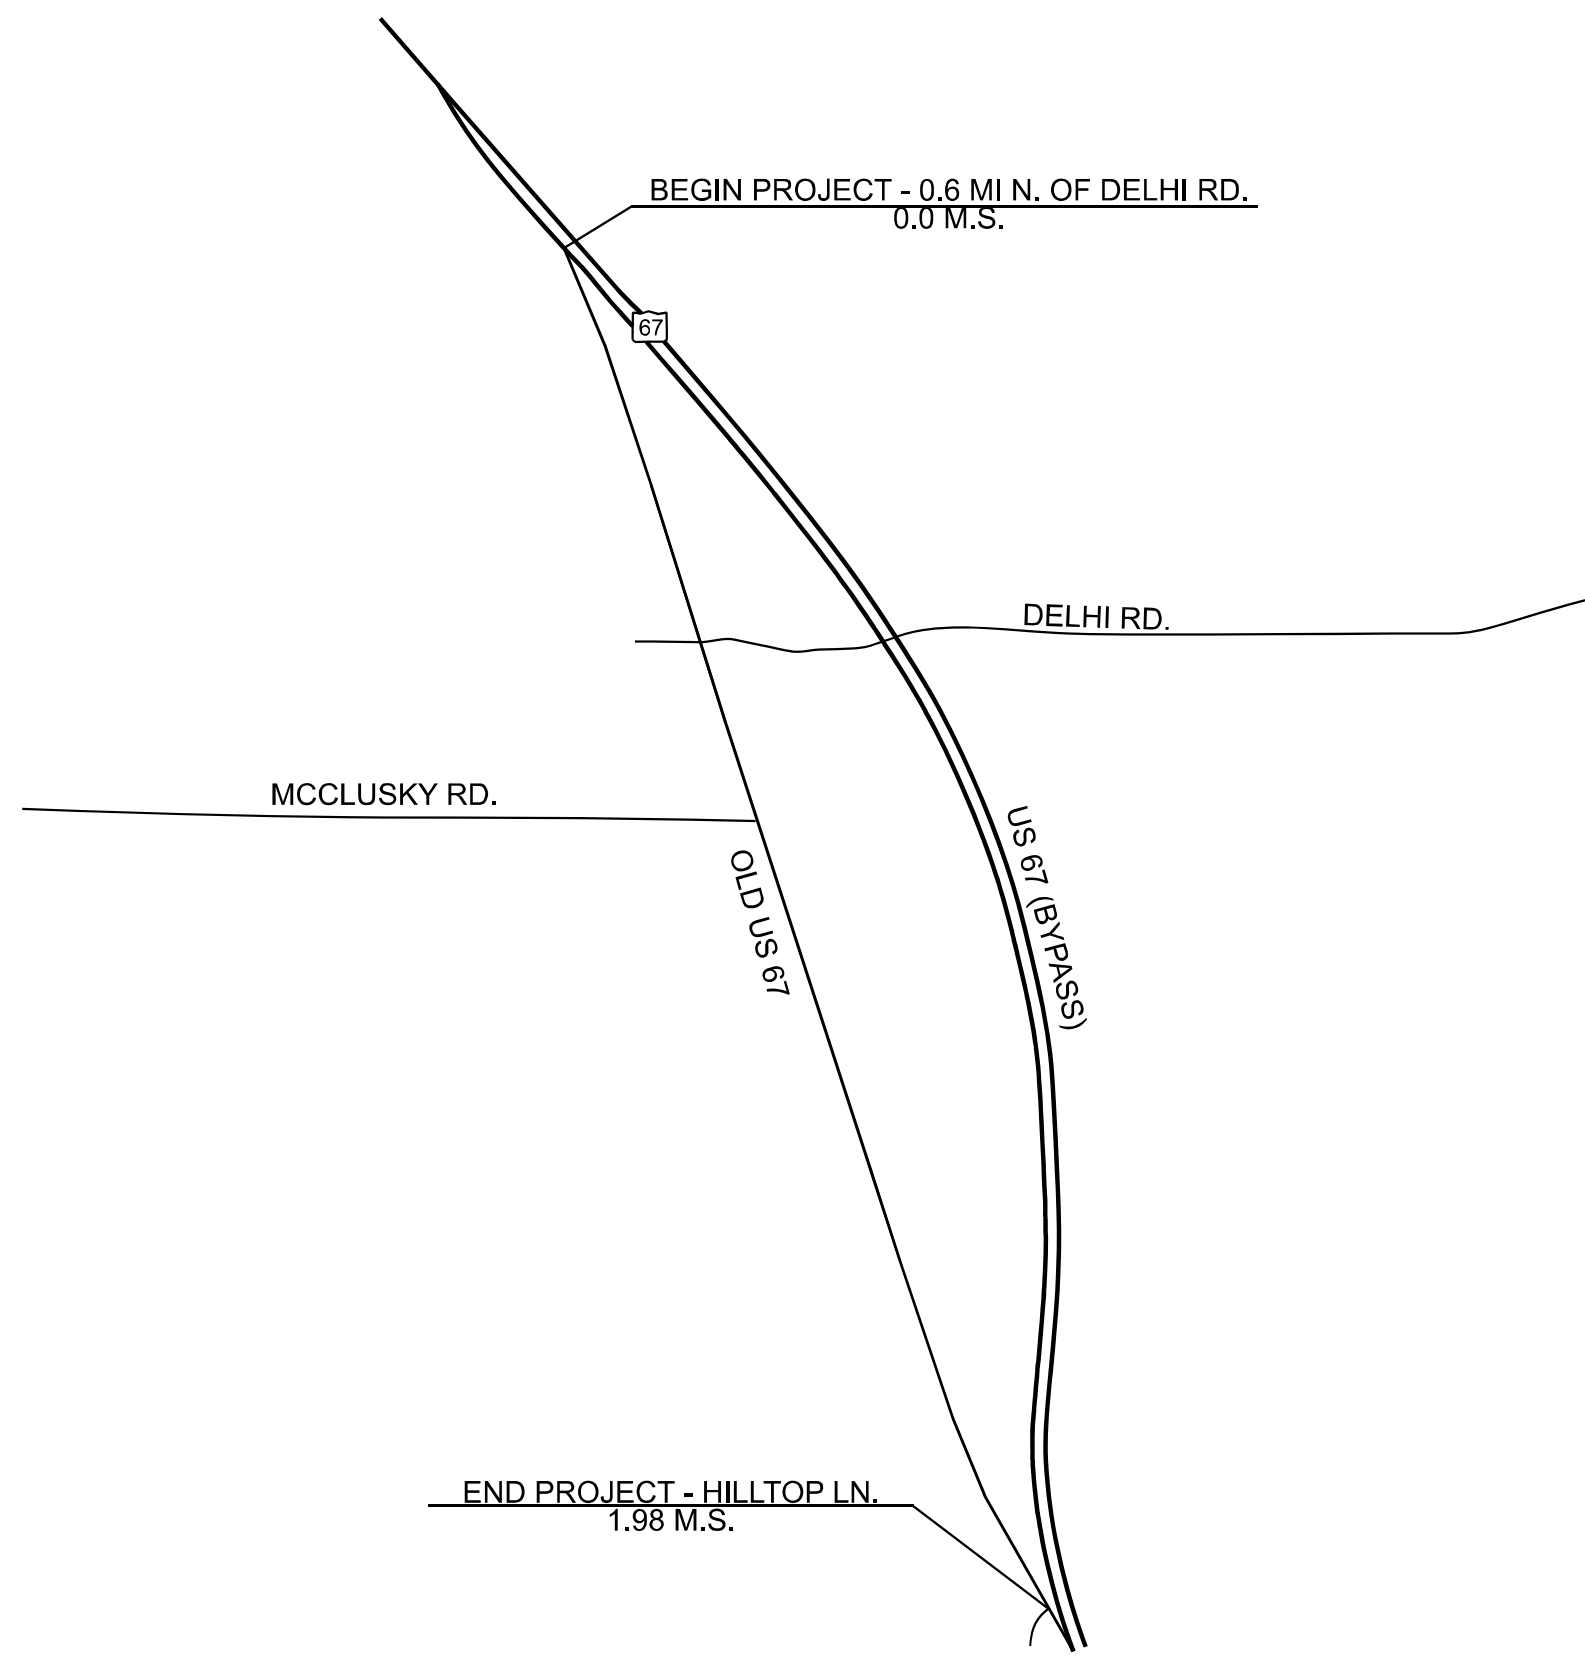 BEGIN PROJECT - 0.6 MI N. OF DELHI RD.
0.0 M.S.
67
DELHI RD.
MCCLUSKY RD.
OLD US 67
US 67 (BYPASS)
END PROJECT - HILLTOP LN.
1.98 M.S.